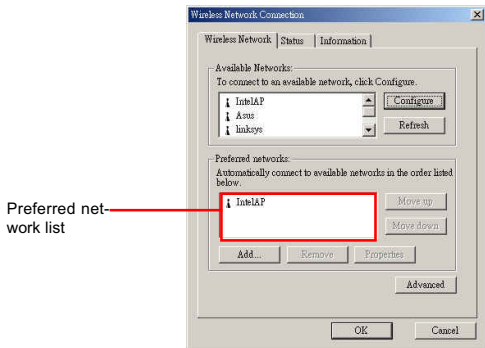 Wireless Network Connection
Wireless Network Status Information
Available Networks:
To connect to an available network, click Configure.
IntelAP
Asus
linksys
Configure
Refresh
Preferred networks:
Automatically connect to available networks in the order listed
below.
IntelAP
Move up
Move down
Add... Remove Properties
Advanced
OK Cancel
Preferred net-
work list